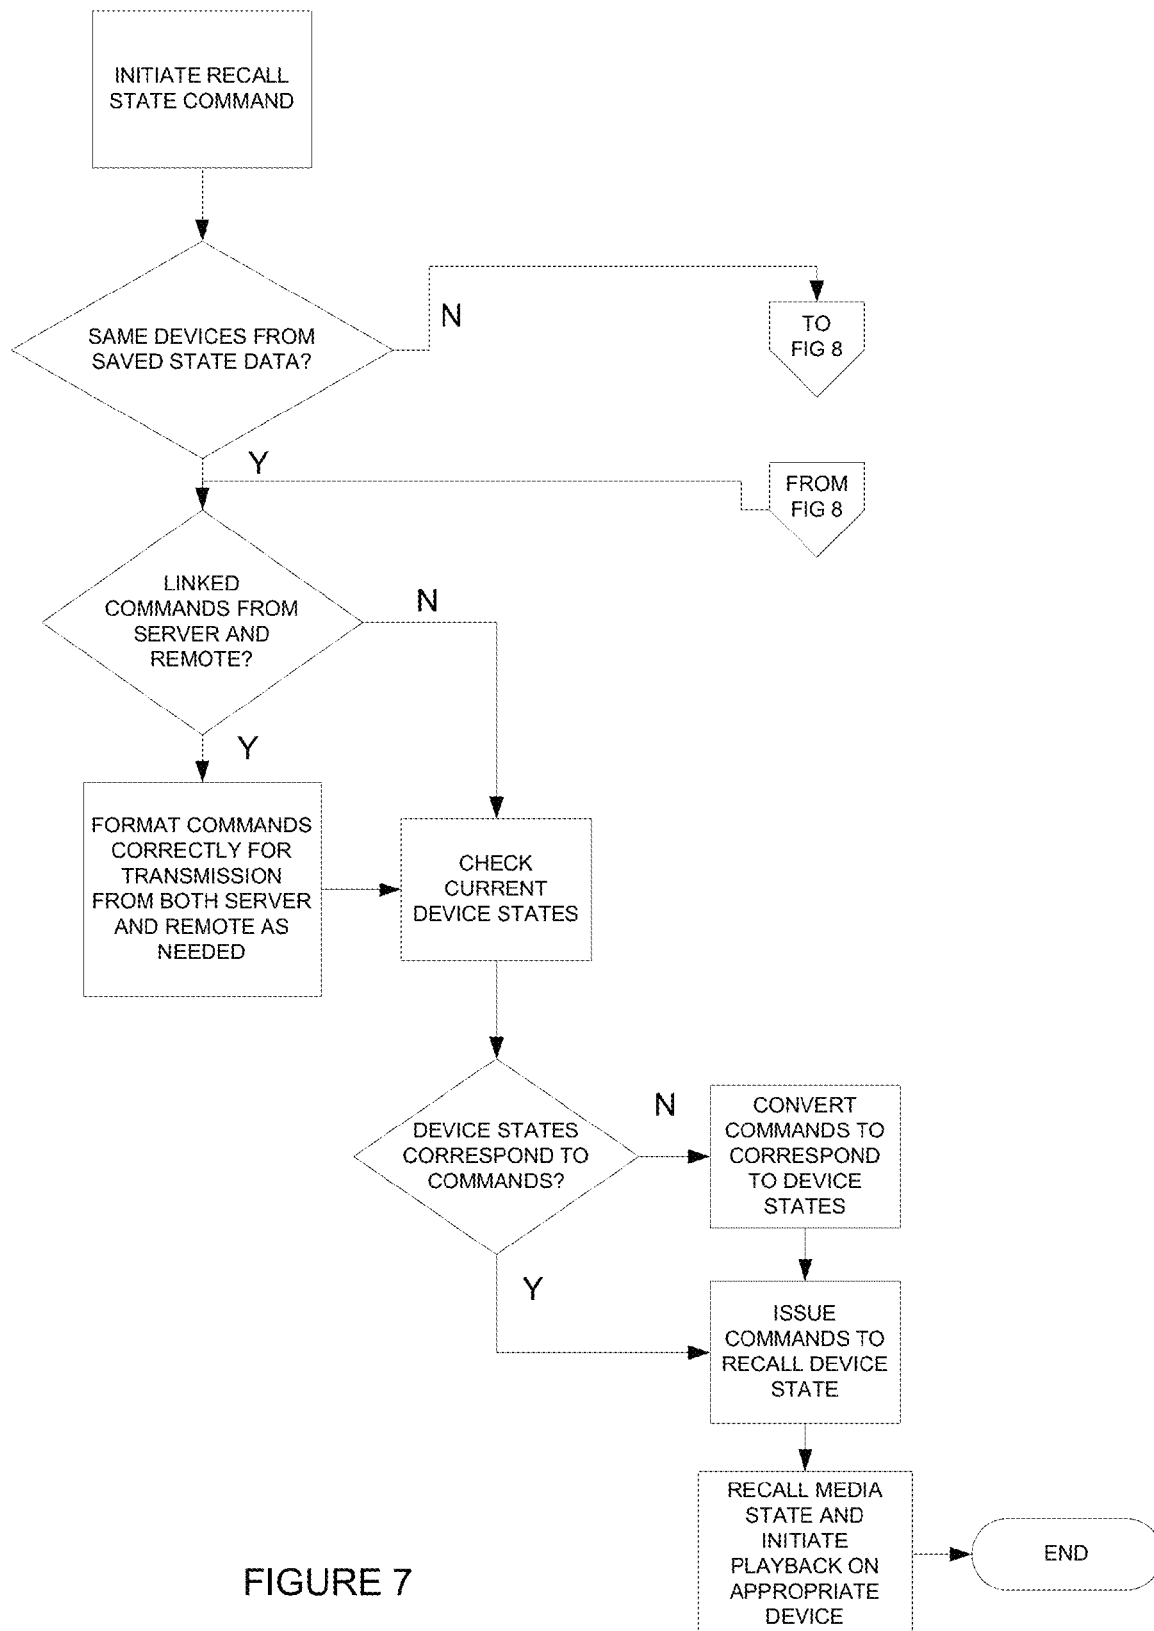 INITIATE RECALL
STATE COMMAND
SAME DEVICES FROM
SAVED STATE DATA?
N
TO
FIG 8
Y
FROM
FIG 8
LINKED
COMMANDS FROM
SERVER AND
REMOTE?
N
Y
FORMAT COMMANDS
CORRECTLY FOR
TRANSMISSION
FROM BOTH SERVER
AND REMOTE AS
NEEDED
CHECK
CURRENT
DEVICE STATES
DEVICE STATES
CORRESPOND TO
COMMANDS?
N
CONVERT
COMMANDS TO
CORRESPOND
TO DEVICE
STATES
Y
ISSUE
COMMANDS TO
RECALL DEVICE
STATE
RECALL MEDIA
STATE AND
INITIATE
PLAYBACK ON
APPROPRIATE
DEVICE
END
FIGURE 7